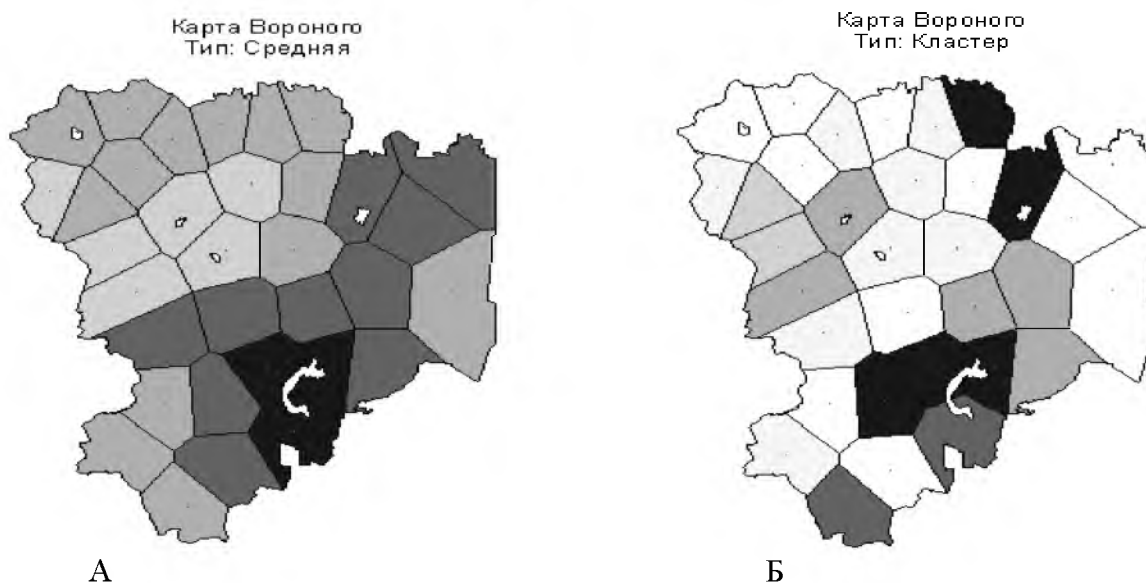 Карта Вороного
Тип: Средняя
Карта Вороного
Тип: Кластер
А
Б